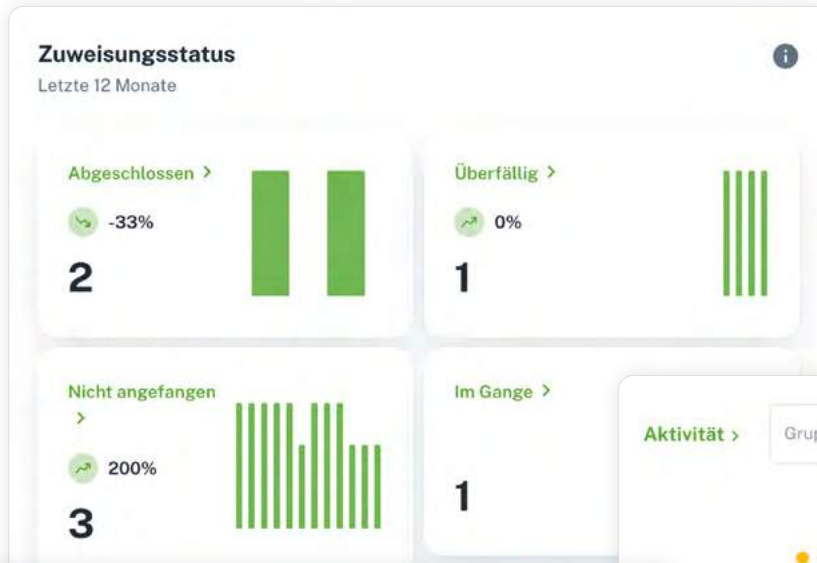 Zuweisungsstatus
Letzte 12 Monate
Abgeschlossen >
-33%
2
Überfällig >
0%
1
Nicht angefangen
>
200%
3
Im Gange >
1
Aktivität >